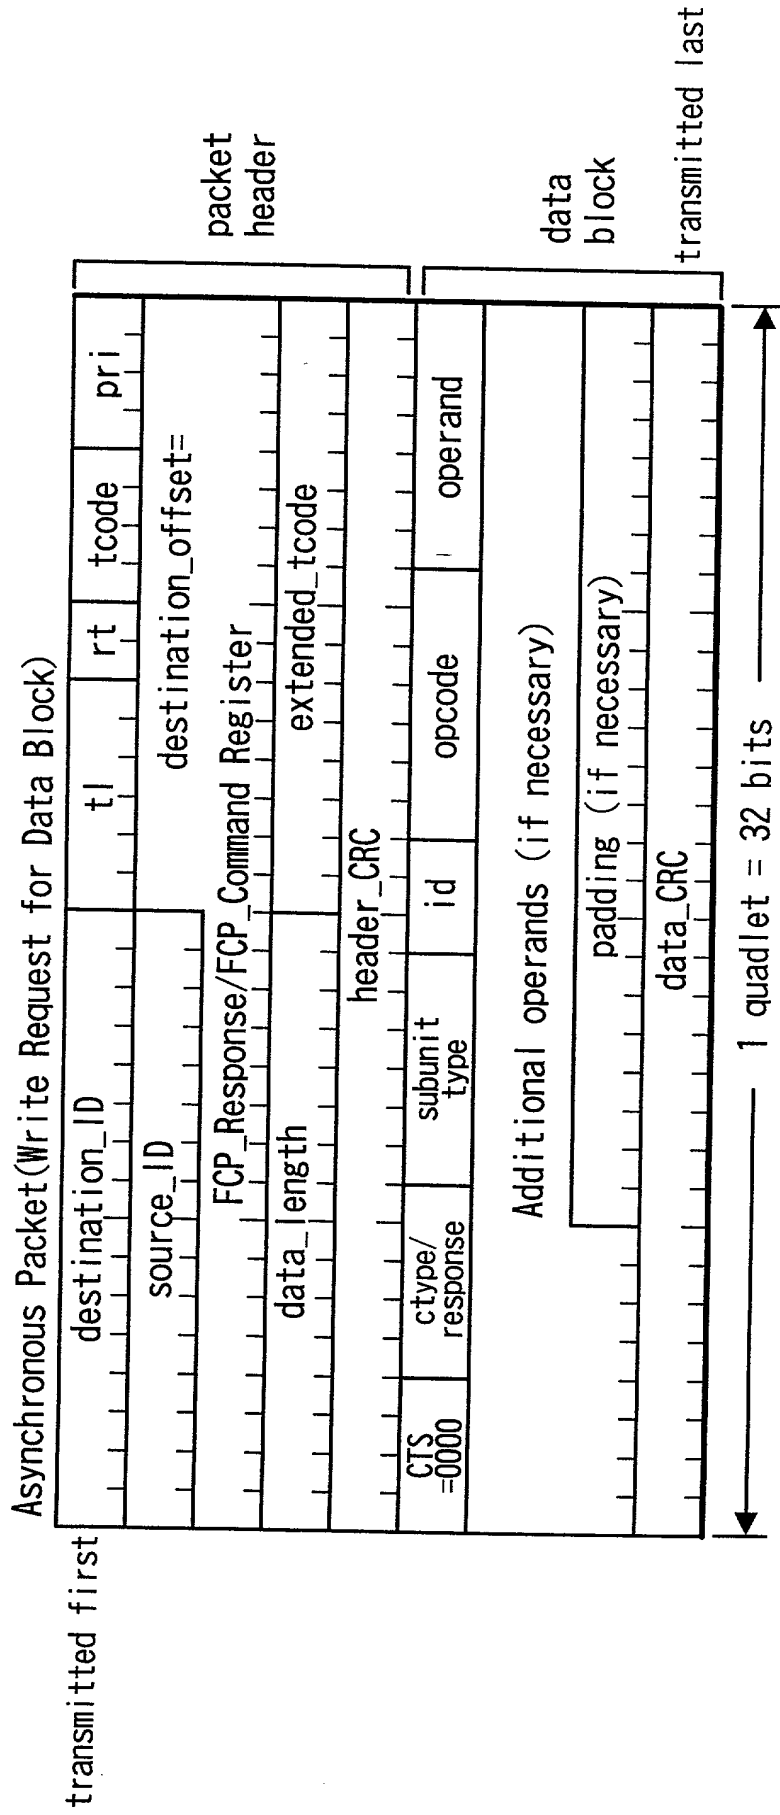 Asynchronous Packet(Write Request for Data Block)
transmitted first
destination_ID
tl
rt
tcode
pri
source_ID
destination_offset=
FCP_Response/FCP_Command Register
data_length
extended_tcode
header_CRC
packet
header
CTS
=0000
ctype/
response
subunit
type
id
opcode
operand
Additional operands (if necessary)
padding (if necessary)
data_CRC
data
block
transmitted last
1 quadlet = 32 bits